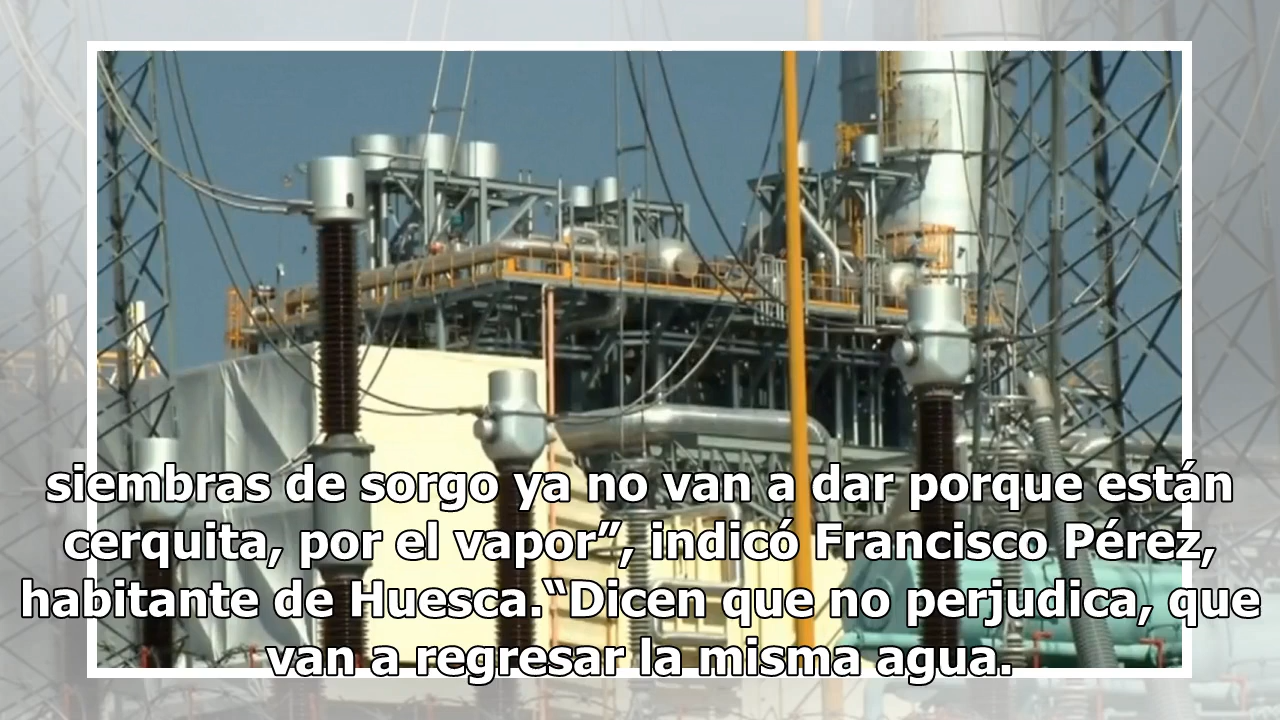 siembras de sorgo ya no van a dar porque están
cerquita, por el vapor”, indicó Francisco Pérez,
habitante de Huesca.“Dicen que no perjudica, que
van a regresar la misma agua.